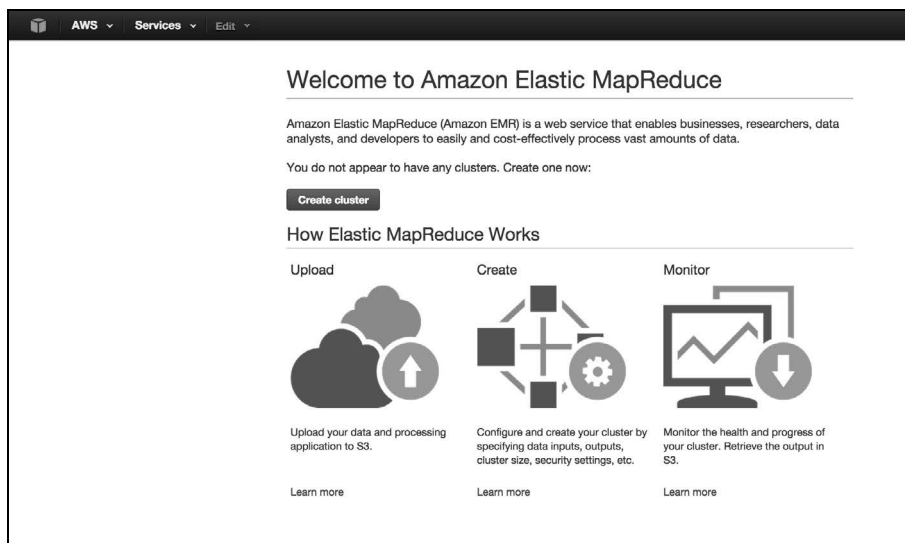 AWS Services Edit
Welcome to Amazon Elastic MapReduce
Amazon Elastic MapReduce (Amazon EMR) is a web service that enables businesses, researchers, data
analysts, and developers to easily and cost-effectively process vast amounts of data.
You do not appear to have any clusters. Create one now:
Create cluster
How Elastic MapReduce Works
Upload
Upload your data and processing
application to S3.
Learn more
Create
Configure and create your cluster by
specifying data inputs, outputs,
cluster size, security settings, etc.
Learn more
Monitor
Monitor the health and progress of
your cluster. Retrieve the output in
S3.
Learn more